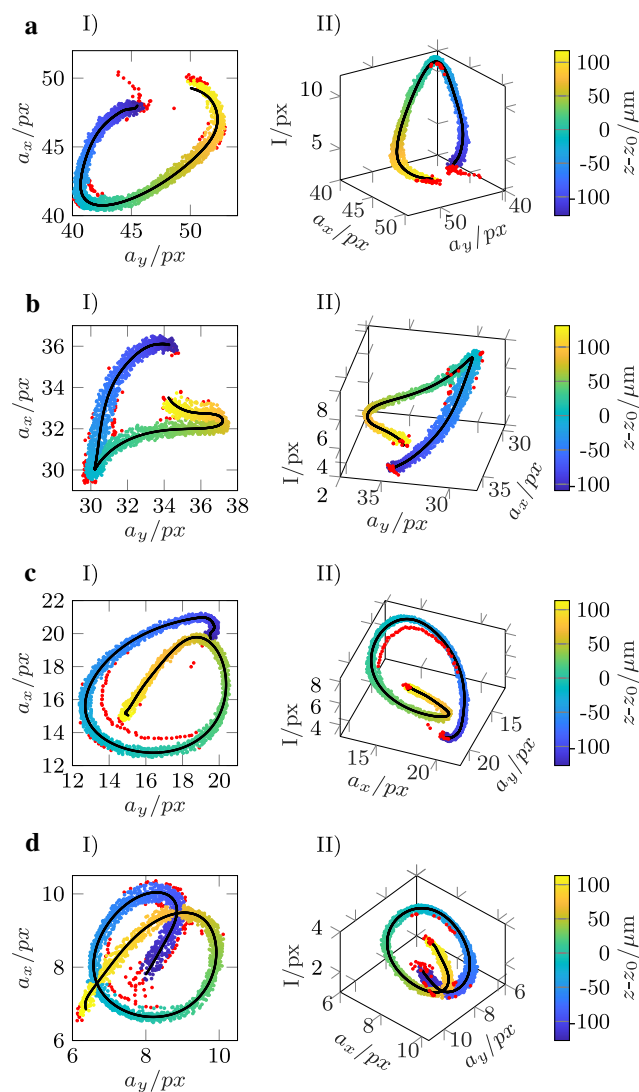 a I) II)
50
45
40
a_x/px
40 45 50
a_y/px
10
5
I/px
40
45
50
a_x/px
50
40
a_y/px
100
50
0
-50
-100
z-z_0/μm
b I) II)
36
34
32
30
a_x/px
30 32 34 36 38
a_y/px
8
6
4
2
I/px
35
30
a_y/px
30
35
a_x/px
100
50
0
-50
-100
z-z_0/μm
c I) II)
22
20
18
16
14
12
a_x/px
12 14 16 18 20
a_y/px
8
6
4
I/px
15
20
a_x/px
15
20
a_y/px
100
50
0
-50
-100
z-z_0/μm
d I) II)
10
8
6
a_x/px
6 8 10
a_y/px
4
2
I/px
6
8
10
a_x/px
6
8
10
a_y/px
100
50
0
-50
-100
z-z_0/μm